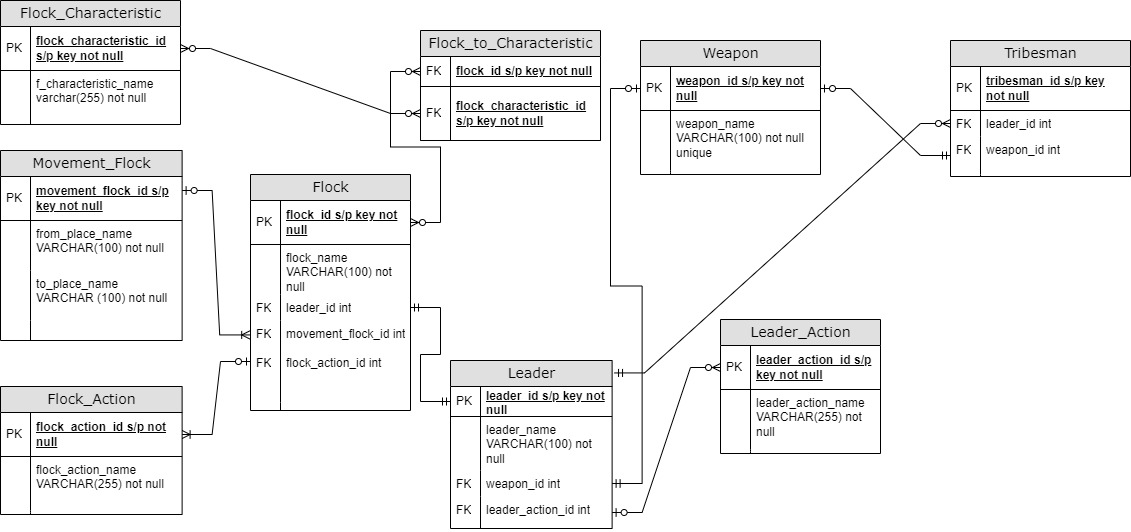 Flock_Characteristic
PK
flock_characteristic_id
s/p key not null
f_characteristic_name
varchar(255) not null
Flock_to_Characteristic
FK
flock_id s/p key not null
FK
flock_characteristic_id
s/p key not null
Weapon
PK
weapon_id s/p key not
null
weapon_name
VARCHAR(100) not null
unique
Tribesman
PK
tribesman_id s/p key
not null
FK
leader_id int
FK
weapon_id int
Movement_Flock
PK
movement_flock_id s/p
key not null
from_place_name
VARCHAR(100) not null
to_place_name
VARCHAR (100) not null
Flock
PK
flock_id s/p key not
null
flock_name
VARCHAR(100) not
null
FK
leader_id int
FK
movement_flock_id int
FK
flock_action_id int
Flock_Action
PK
flock_action_id s/p not
null
flock_action_name
VARCHAR(255) not null
Leader
PK
leader_id s/p key not
null
leader_name
VARCHAR(100) not
null
FK
weapon_id int
FK
leader_action_id int
Leader_Action
PK
leader_action_id s/p
key not null
leader_action_name
VARCHAR(255) not
null